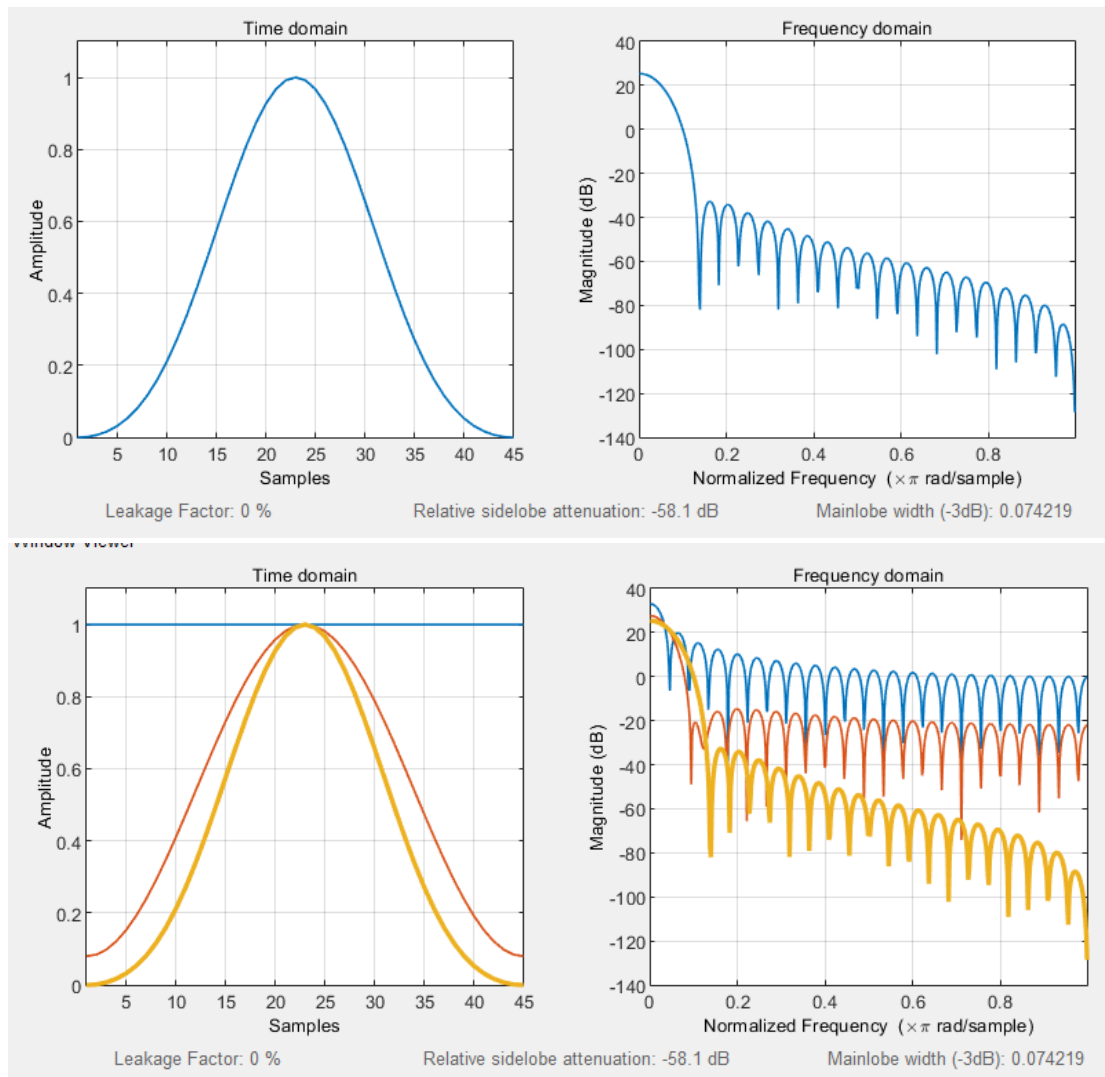 Time domain
Frequency domain
Amplitude
1
0.8
0.6
0.4
0.2
0
5 10 15 20 25 30 35 40 45
Samples
Magnitude (dB)
40
20
0
-20
-40
-60
-80
-100
-120
-140
0 0.2 0.4 0.6 0.8
Normalized Frequency (×π rad/sample)
Leakage Factor: 0 %
Relative sidelobe attenuation: -58.1 dB
Mainlobe width (-3dB): 0.074219
Window Viewer
Time domain
Frequency domain
Amplitude
1
0.8
0.6
0.4
0.2
0
5 10 15 20 25 30 35 40 45
Samples
Magnitude (dB)
40
20
0
-20
-40
-60
-80
-100
-120
-140
0 0.2 0.4 0.6 0.8
Normalized Frequency (×π rad/sample)
Leakage Factor: 0 %
Relative sidelobe attenuation: -58.1 dB
Mainlobe width (-3dB): 0.074219